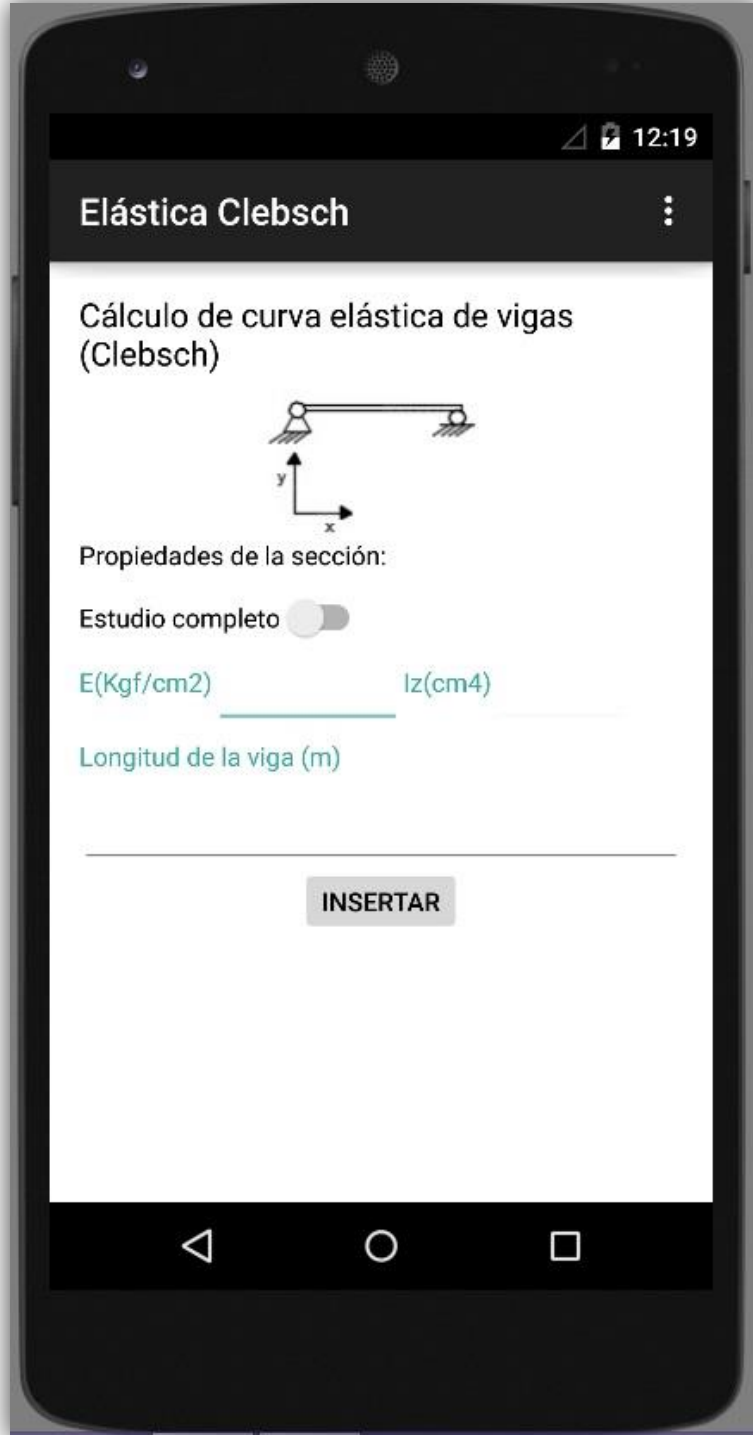 12:19
Elástica Clebsch
Cálculo de curva elástica de vigas
(Clebsch)
y
x
Propiedades de la sección:
Estudio completo
E(Kgf/cm2) Iz(cm4)
Longitud de la viga (m)
INSERTAR